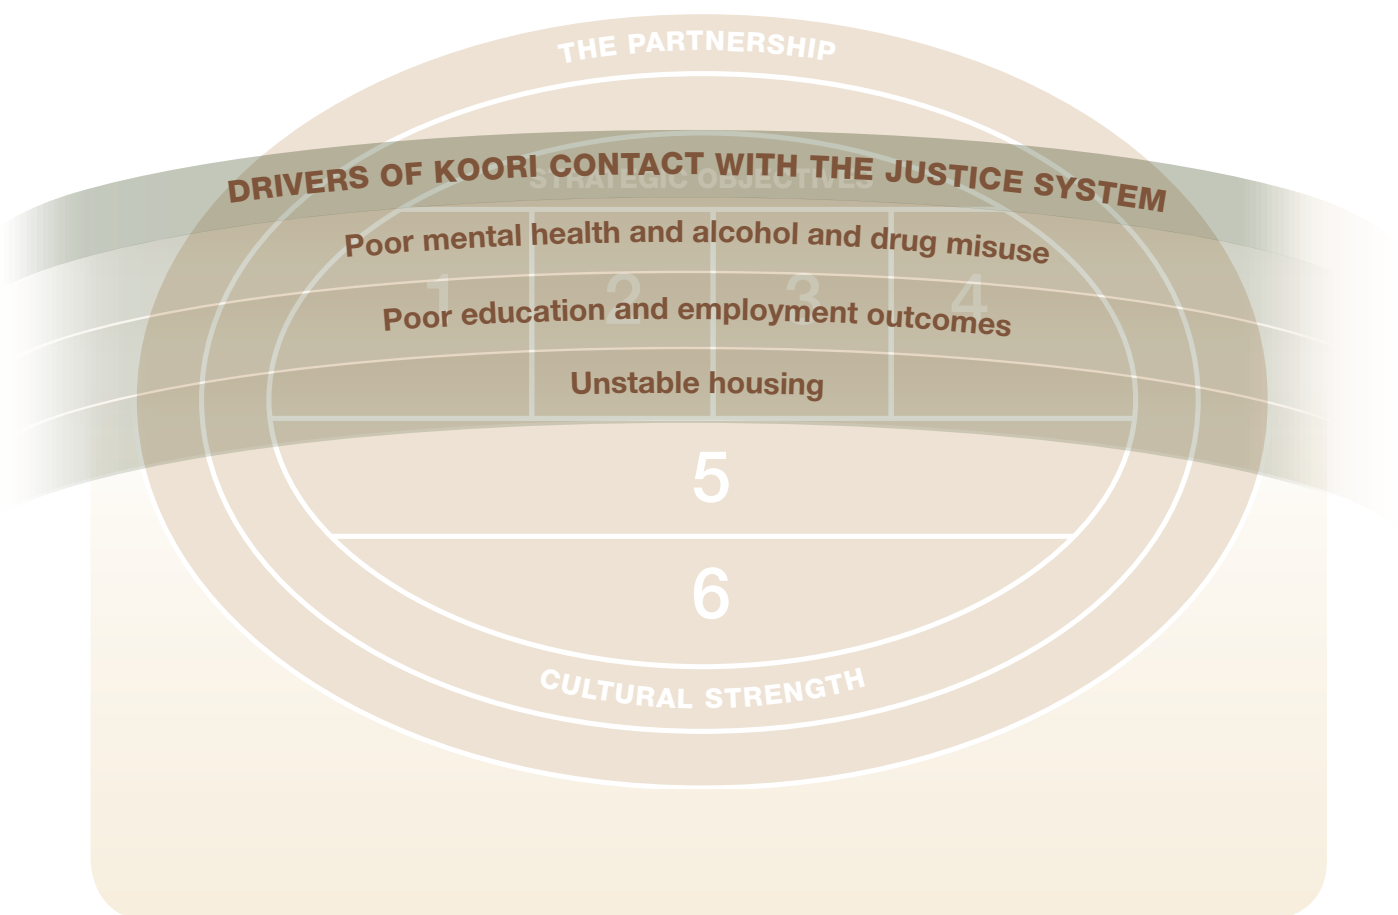 THE PARTNERSHIP
DRIVERS OF KOORI CONTACT WITH THE JUSTICE SYSTEM
STRATEGIC OBJECTIVES
Poor mental health and alcohol and drug misuse
1 2 3 4
Poor education and employment outcomes
Unstable housing
5
6
CULTURAL STRENGTH